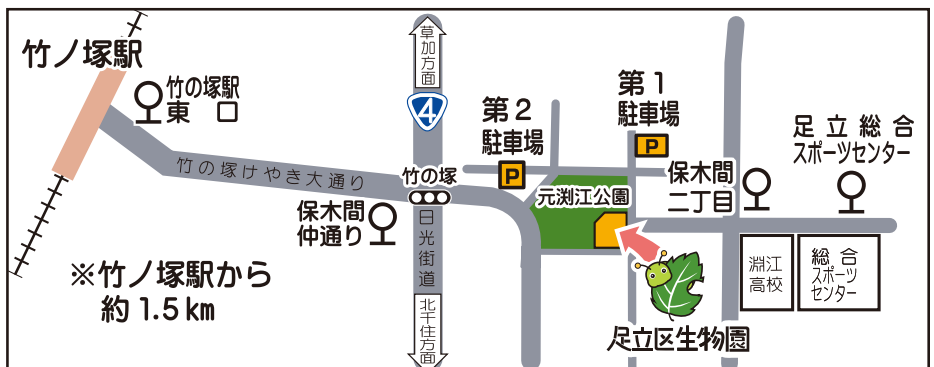 竹ノ塚駅
竹の塚駅
東 口
草加方面
4
第2
駐車場
P
第1
駐車場
P
足立総合
スポーツセンター
竹の塚けやき大通り
竹の塚
元渕江公園
保木間
二丁目
保木間
仲通り
日光街道
北千住方面
※竹ノ塚駅から
約1.5km
淵江
高校
総合
スポーツ
センター
足立区生物園